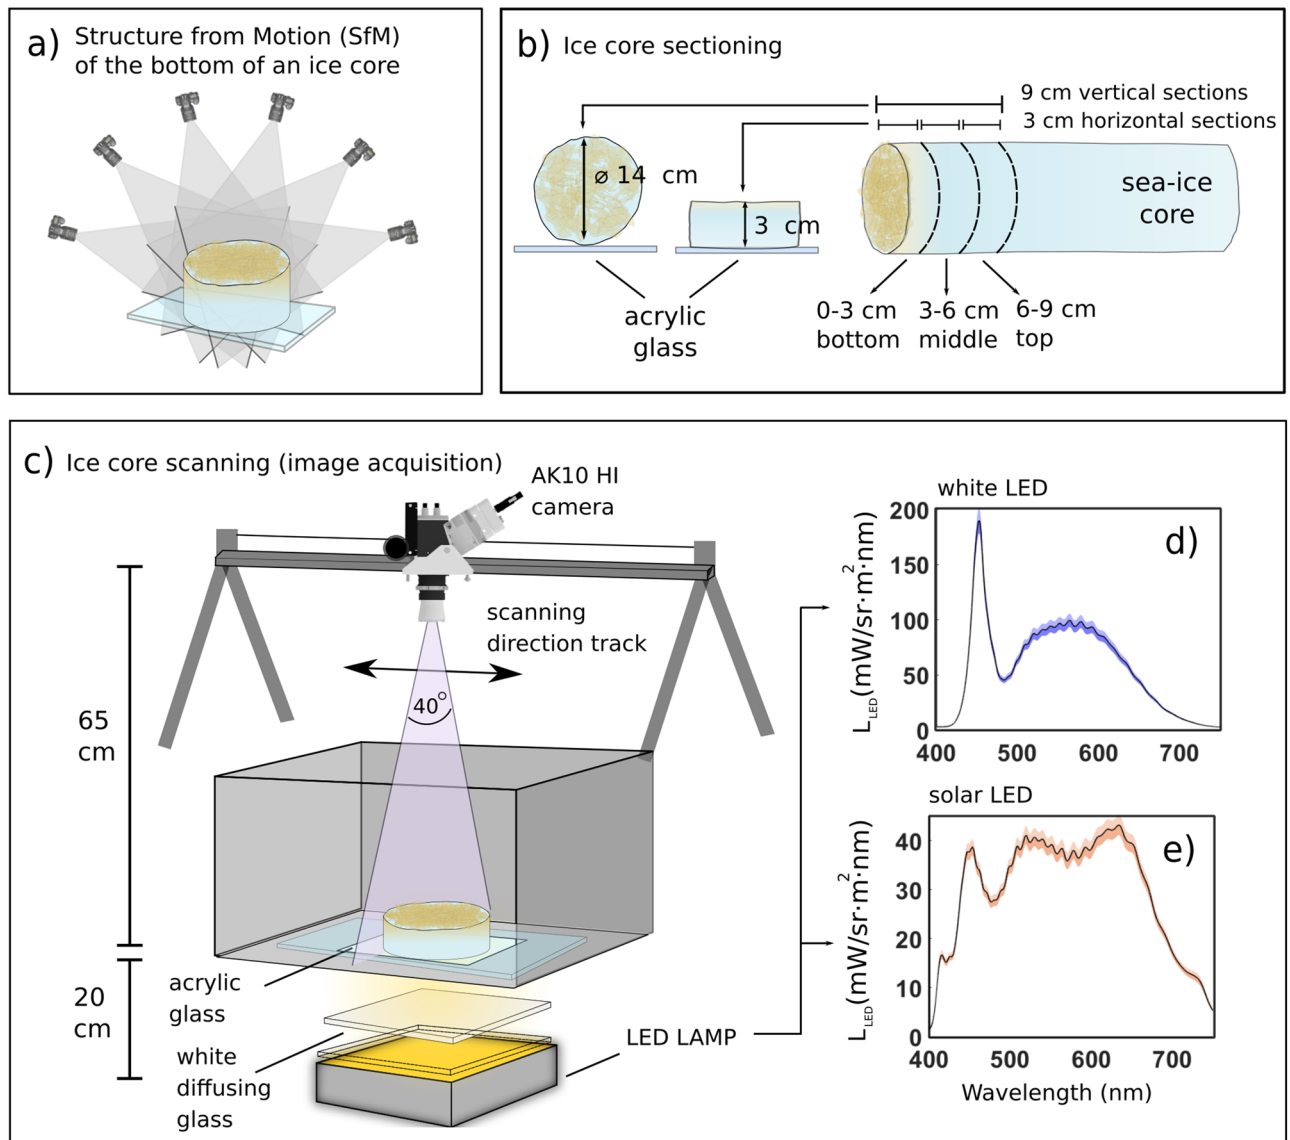 a) Structure from Motion (SfM)
of the bottom of an ice core
b) Ice core sectioning
9 cm vertical sections
3 cm horizontal sections
⌀ 14 cm
3 cm
sea-ice
core
acrylic
glass
0-3 cm
bottom
3-6 cm
middle
6-9 cm
top
c) Ice core scanning (image acquisition)
AK10 HI
camera
scanning
direction track
40°
65
cm
20
cm
acrylic
glass
white
diffusing
glass
LED LAMP
white LED
d)
L_LED (mW/sr·m²·nm)
200
150
100
50
0
400 500 600 700
solar LED
e)
L_LED (mW/sr·m²·nm)
40
30
20
10
0
400 500 600 700
Wavelength (nm)